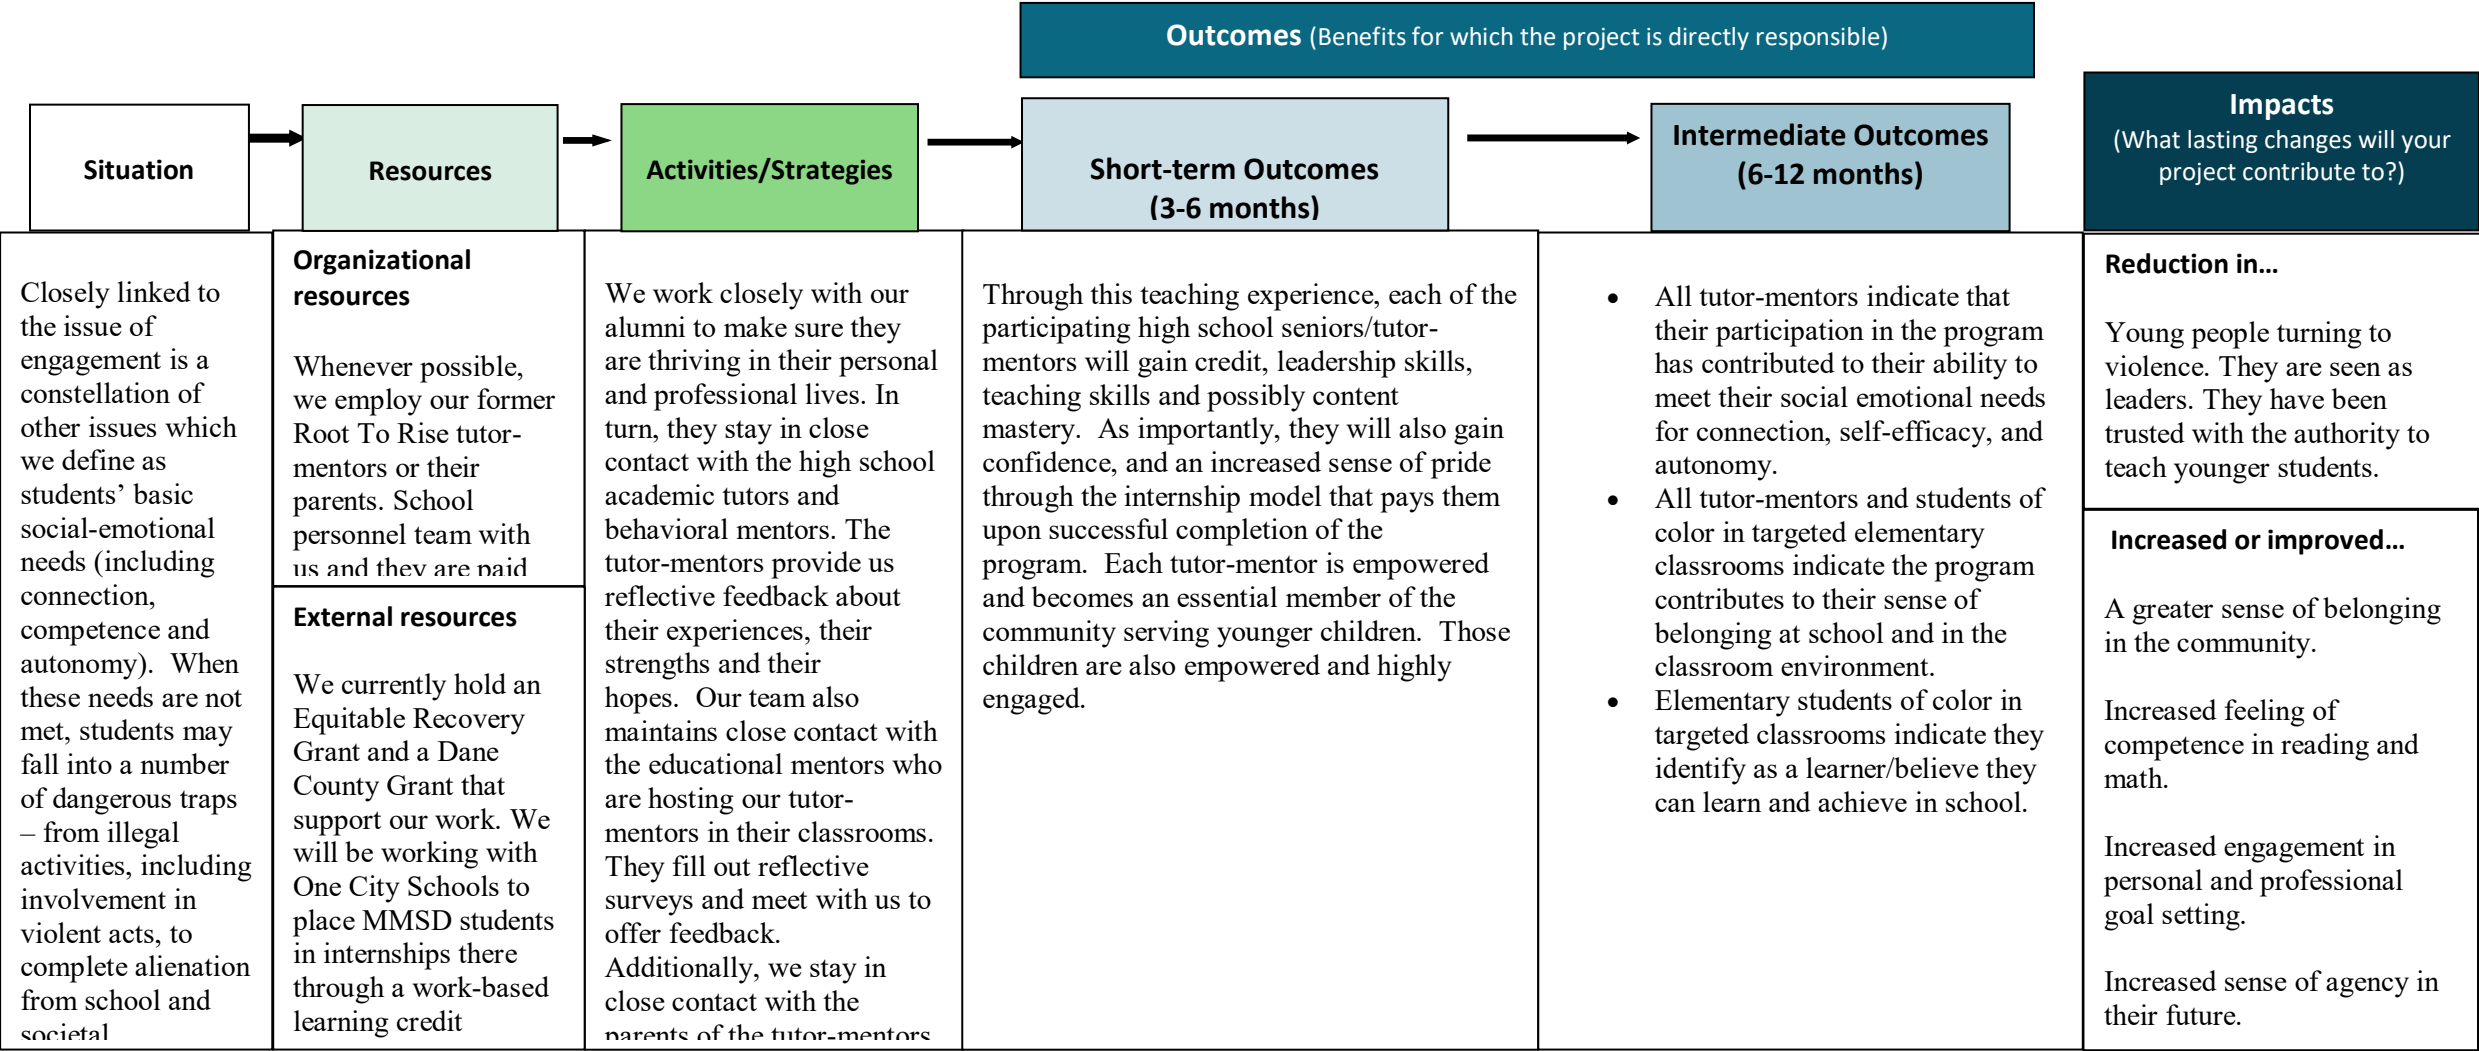 Outcomes (Benefits for which the project is directly responsible)
Situation
Resources
Activities/Strategies
Short-term Outcomes
(3-6 months)
Intermediate Outcomes
(6-12 months)
Impacts
(What lasting changes will your
project contribute to?)
Closely linked to
the issue of
engagement is a
constellation of
other issues which
we define as
students’ basic
social-emotional
needs (including
connection,
competence and
autonomy).  When
these needs are not
met, students may
fall into a number
of dangerous traps
– from illegal
activities, including
involvement in
violent acts, to
complete alienation
from school and
societal
Organizational
resources
Whenever possible,
we employ our former
Root To Rise tutor-
mentors or their
parents. School
personnel team with
us and they are paid
External resources
We currently hold an
Equitable Recovery
Grant and a Dane
County Grant that
support our work. We
will be working with
One City Schools to
place MMSD students
in internships there
through a work-based
learning credit
We work closely with our
alumni to make sure they
are thriving in their personal
and professional lives. In
turn, they stay in close
contact with the high school
academic tutors and
behavioral mentors. The
tutor-mentors provide us
reflective feedback about
their experiences, their
strengths and their
hopes.  Our team also
maintains close contact with
the educational mentors who
are hosting our tutor-
mentors in their classrooms.
They fill out reflective
surveys and meet with us to
offer feedback.
Additionally, we stay in
close contact with the
parents of the tutor-mentors
Through this teaching experience, each of the
participating high school seniors/tutor-
mentors will gain credit, leadership skills,
teaching skills and possibly content
mastery.  As importantly, they will also gain
confidence, and an increased sense of pride
through the internship model that pays them
upon successful completion of the
program.  Each tutor-mentor is empowered
and becomes an essential member of the
community serving younger children.  Those
children are also empowered and highly
engaged.
• All tutor-mentors indicate that
their participation in the program
has contributed to their ability to
meet their social emotional needs
for connection, self-efficacy, and
autonomy.
• All tutor-mentors and students of
color in targeted elementary
classrooms indicate the program
contributes to their sense of
belonging at school and in the
classroom environment.
• Elementary students of color in
targeted classrooms indicate they
identify as a learner/believe they
can learn and achieve in school.
Reduction in…
Young people turning to
violence. They are seen as
leaders. They have been
trusted with the authority to
teach younger students.
Increased or improved…
A greater sense of belonging
in the community.
Increased feeling of
competence in reading and
math.
Increased engagement in
personal and professional
goal setting.
Increased sense of agency in
their future.